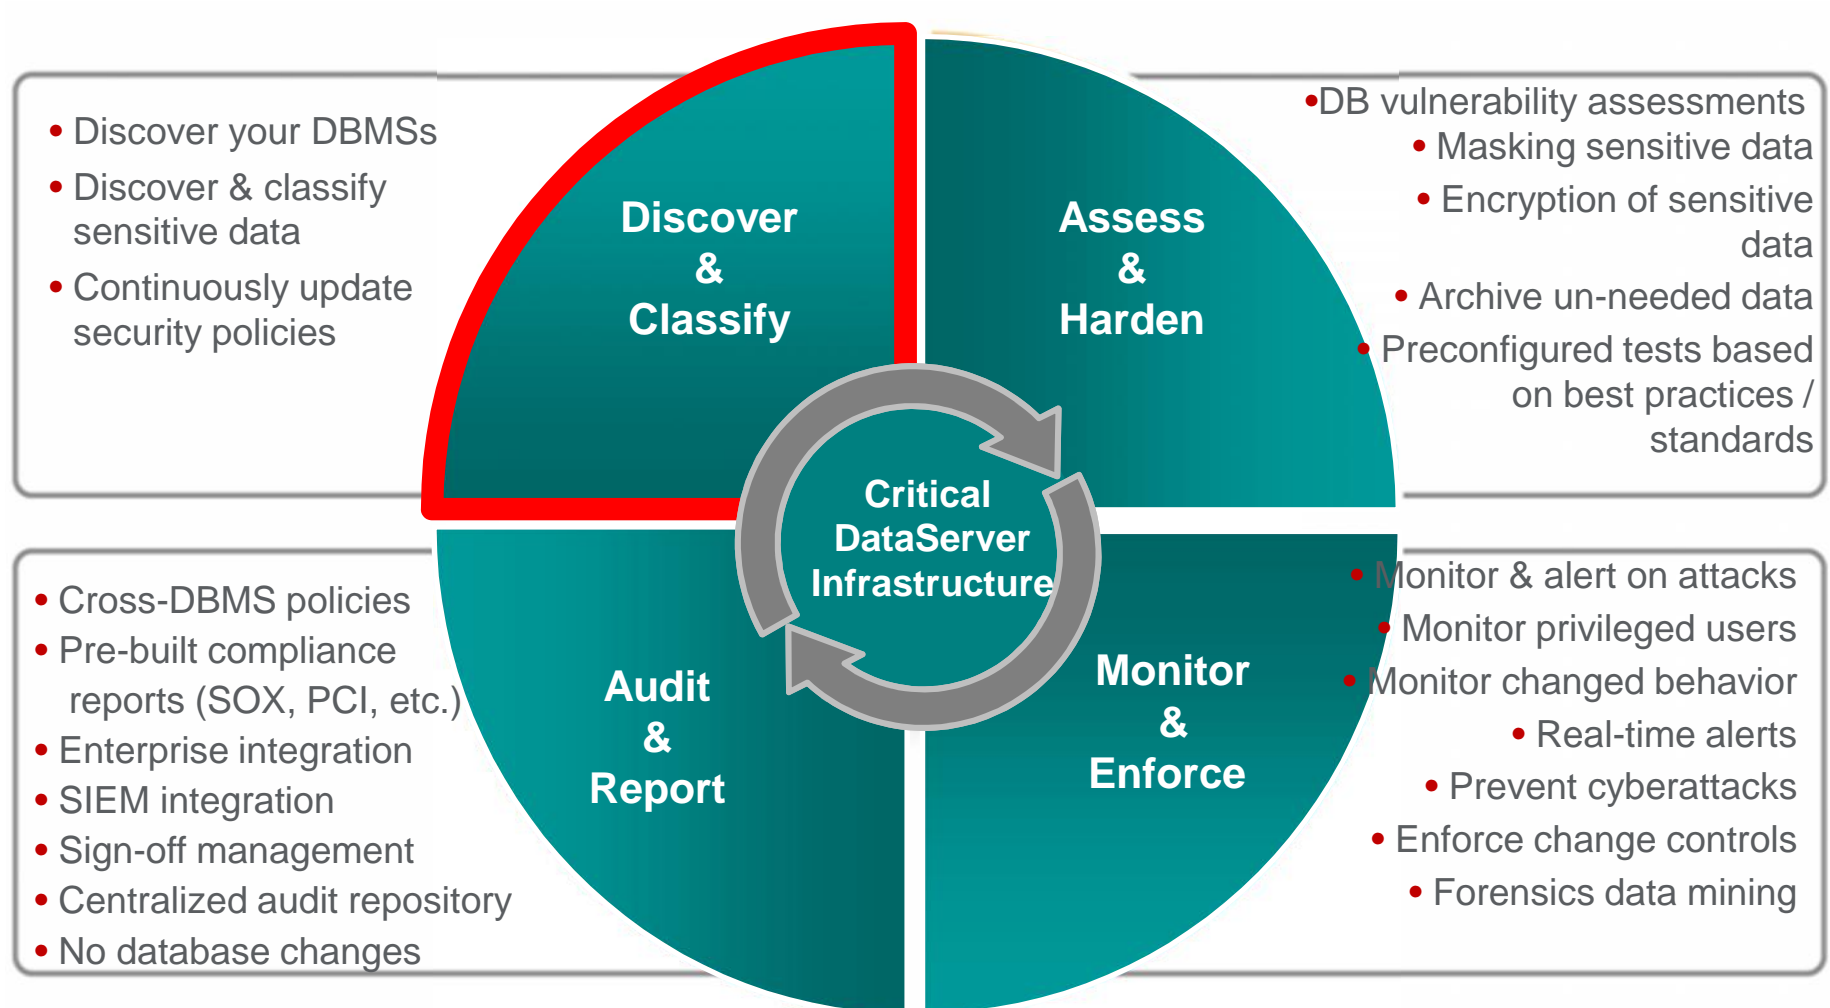 • Discover your DBMSs
• Discover & classify
sensitive data
• Continuously update
security policies
Discover
&
Classify
Assess
&
Harden
•DB vulnerability assessments
• Masking sensitive data
• Encryption of sensitive
data
• Archive un-needed data
• Preconfigured tests based
on best practices /
standards
Critical
DataServer
Infrastructure
• Cross-DBMS policies
• Pre-built compliance
reports (SOX, PCI, etc.)
• Enterprise integration
• SIEM integration
• Sign-off management
• Centralized audit repository
• No database changes
Audit
&
Report
Monitor
&
Enforce
• Monitor & alert on attacks
• Monitor privileged users
• Monitor changed behavior
• Real-time alerts
• Prevent cyberattacks
• Enforce change controls
• Forensics data mining